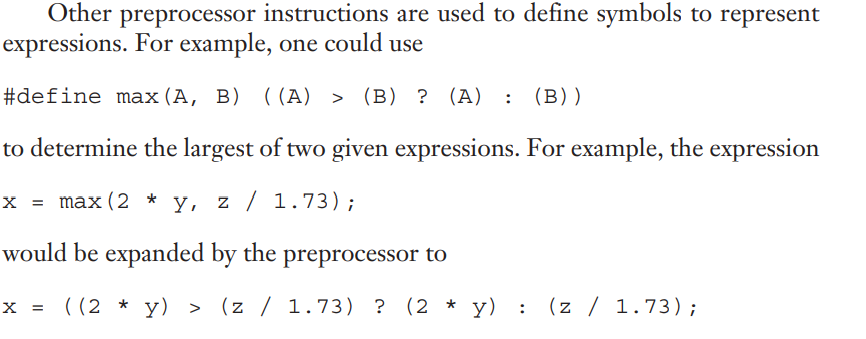 Other preprocessor instructions are used to define symbols to represent
expressions. For example, one could use
#define max(A, B) ((A) > (B) ? (A) : (B))
to determine the largest of two given expressions. For example, the expression
x = max(2 * y, z / 1.73);
would be expanded by the preprocessor to
x = ((2 * y) > (z / 1.73) ? (2 * y) : (z / 1.73);